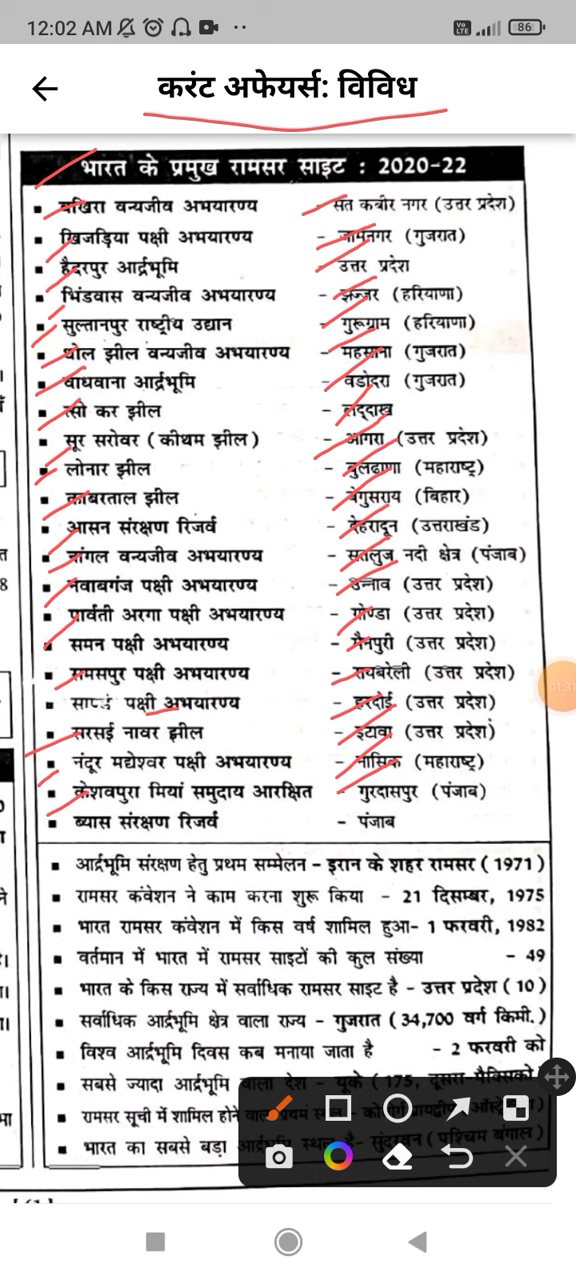 12:02 AM
86
करंट अफेयर्स: विविध
भारत के प्रमुख रामसर साइट : 2020-22
बखिरा वन्यजीव अभयारण्य - संत कबीर नगर (उत्तर प्रदेश)
खिजड़िया पक्षी अभयारण्य - जामनगर (गुजरात)
हैदरपुर आर्द्रभूमि - उत्तर प्रदेश
भिंडवास वन्यजीव अभयारण्य - झज्जर (हरियाणा)
सुल्तानपुर राष्ट्रीय उद्यान - गुरूग्राम (हरियाणा)
थोल झील वन्यजीव अभयारण्य - महसाना (गुजरात)
वाधवाना आर्द्रभूमि - वडोदरा (गुजरात)
त्सो कर झील - लद्दाख
सूर सरोवर (कीथम झील) - आगरा (उत्तर प्रदेश)
लोनार झील - बुलढाणा (महाराष्ट्र)
काबरताल झील - बेगुसराय (बिहार)
आसन संरक्षण रिजर्व - देहरादून (उत्तराखंड)
नांगल वन्यजीव अभयारण्य - सतलुज नदी क्षेत्र (पंजाब)
नवाबगंज पक्षी अभयारण्य - उन्नाव (उत्तर प्रदेश)
पार्वती अरगा पक्षी अभयारण्य - गोण्डा (उत्तर प्रदेश)
समन पक्षी अभयारण्य - मैनपुरी (उत्तर प्रदेश)
समसपुर पक्षी अभयारण्य - रायबरेली (उत्तर प्रदेश)
पक्षी अभयारण्य - हरदोई (उत्तर प्रदेश)
सरसई नावर झील - इटावा (उत्तर प्रदेश)
नंदूर मद्येश्वर पक्षी अभयारण्य - नासिक (महाराष्ट्र)
केशवपुरा मियां समुदाय आरक्षित - गुरदासपुर (पंजाब)
ब्यास संरक्षण रिजर्व - पंजाब
आर्द्रभूमि संरक्षण हेतु प्रथम सम्मेलन - इरान के शहर रामसर (1971)
रामसर कंवेशन ने काम करना शुरू किया - 21 दिसम्बर, 1975
भारत रामसर कंवेशन में किस वर्ष शामिल हुआ- 1 फरवरी, 1982
वर्तमान में भारत में रामसर साइटों की कुल संख्या - 49
भारत के किस राज्य में सर्वाधिक रामसर साइट है - उत्तर प्रदेश (10)
सर्वाधिक आर्द्रभूमि क्षेत्र वाला राज्य - गुजरात (34,700 वर्ग किमी.)
विश्व आर्द्रभूमि दिवस कब मनाया जाता है - 2 फरवरी को
सबसे ज्यादा आर्द्रभूमि वाला देश - यूके (175, दूसरा-मैक्सिको
रामसर सूची में शामिल होने
भारत का सबसे बड़ा आर्द्रभूमि स्थल है- सुंदरबन (पश्चिम बंगाल)
01:31